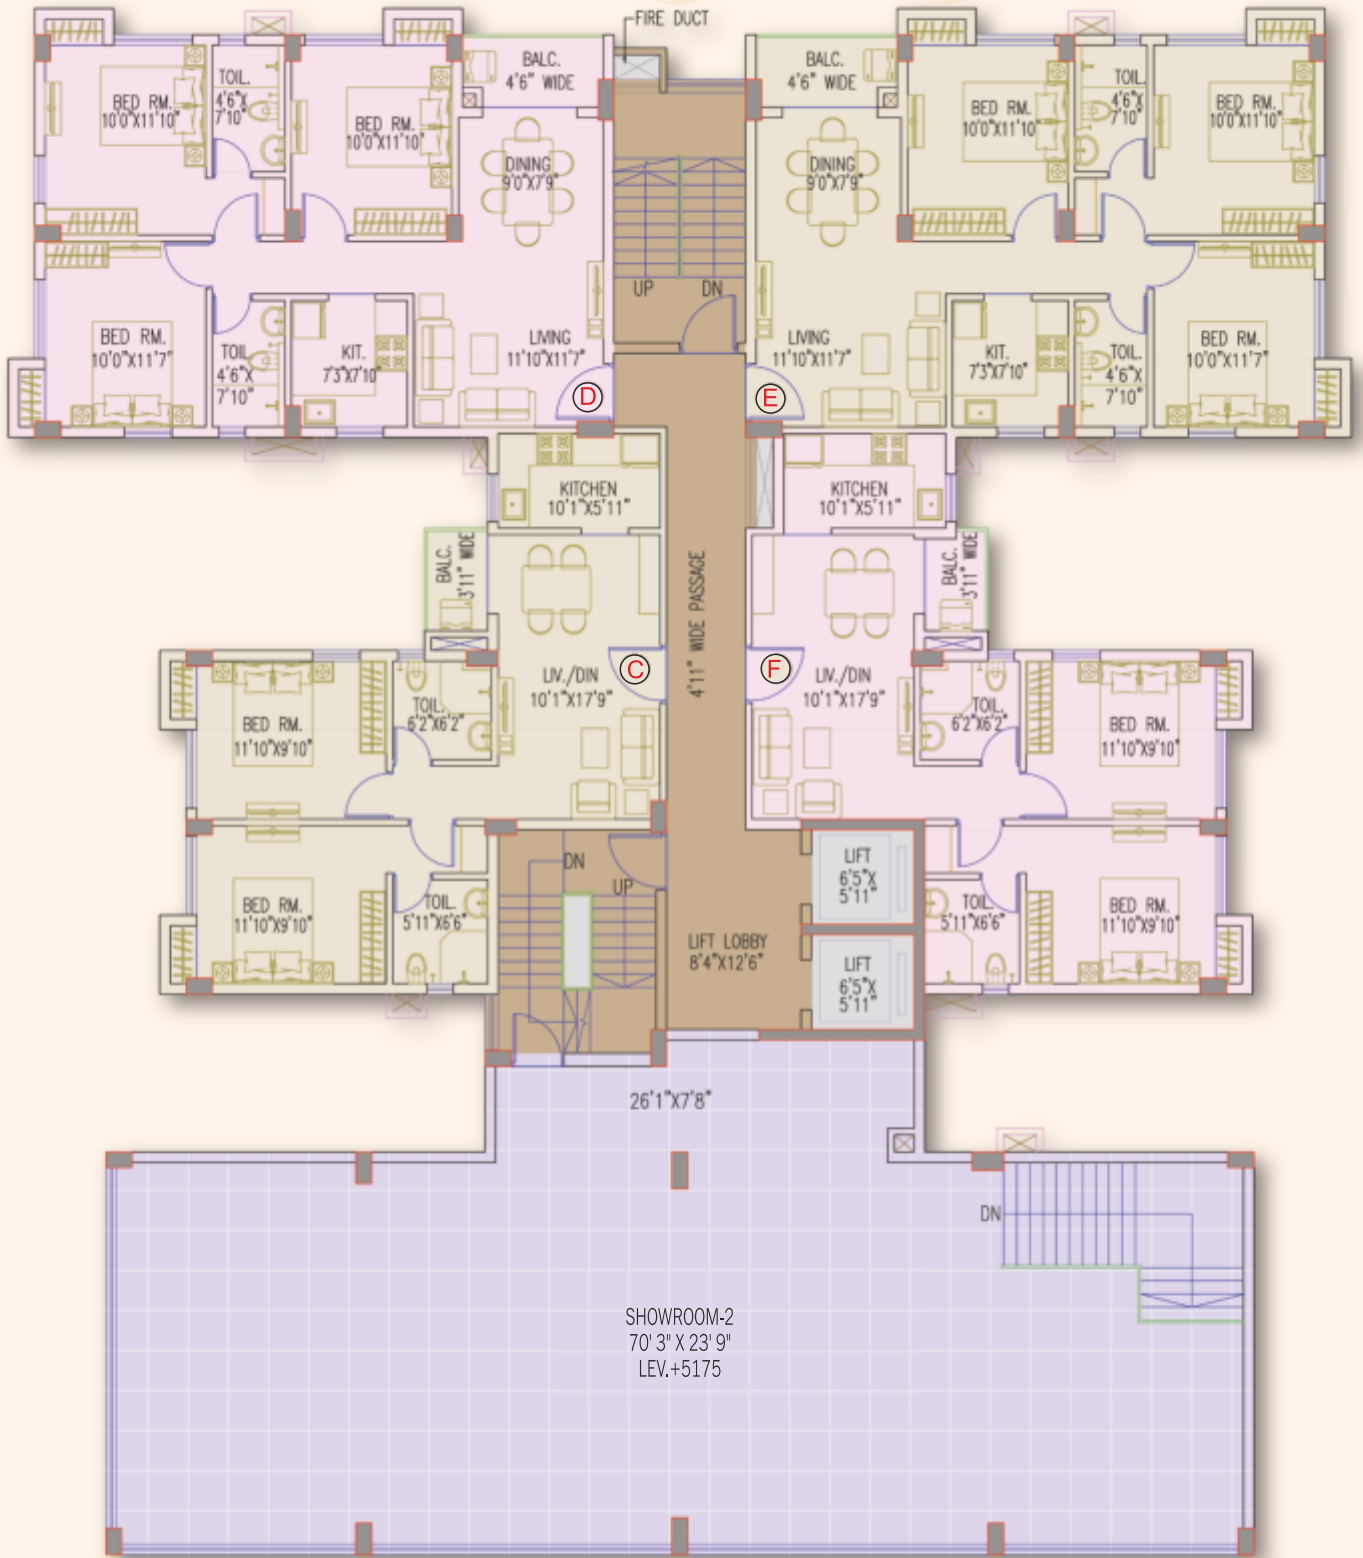 FIRE DUCT
BALC.
4'6" WIDE
BALC.
4'6" WIDE
BED RM.
10'0"X11'10"
TOIL.
4'6"X
7'10"
BED RM.
10'0"X11'10"
DINING
9'0"X7'9"
DINING
9'0"X7'9"
BED RM.
10'0"X11'10
TOIL.
4'6"X
7'10"
BED RM.
10'0"X11'10
UP
DN
BED RM.
10'0"X11'7"
TOIL.
4'6"X
7'10"
KIT.
7'3"X7'10"
LIVING
11'10"X11'7"
D
LIVING
11'10"X11'7"
E
KIT.
7'3"X7'10"
TOIL.
4'6"X
7'10"
BED RM.
10'0"X11'7"
KITCHEN
10'1"X5'11"
KITCHEN
10'1"X5'11"
BALC.
3'11" WIDE
4'11" WIDE PASSAGE
BALC.
3'11" WIDE
BED RM.
11'10"X9'10"
TOIL.
6'2"X6'2"
LIV./DIN
10'1"X17'9"
C
F
LIV./DIN
10'1"X17'9"
TOIL.
6'2"X6'2"
BED RM.
11'10"X9'10"
DN
UP
LIFT
6'5"X
5'11"
BED RM.
11'10"X9'10"
TOIL.
5'11"X6'6"
LIFT LOBBY
8'4"X12'6"
LIFT
6'5"X
5'11"
TOIL.
5'11"X6'6
BED RM.
11'10"X9'10"
26'1"X7'8"
DN
SHOWROOM-2
70' 3" X 23' 9"
LEV.+5175